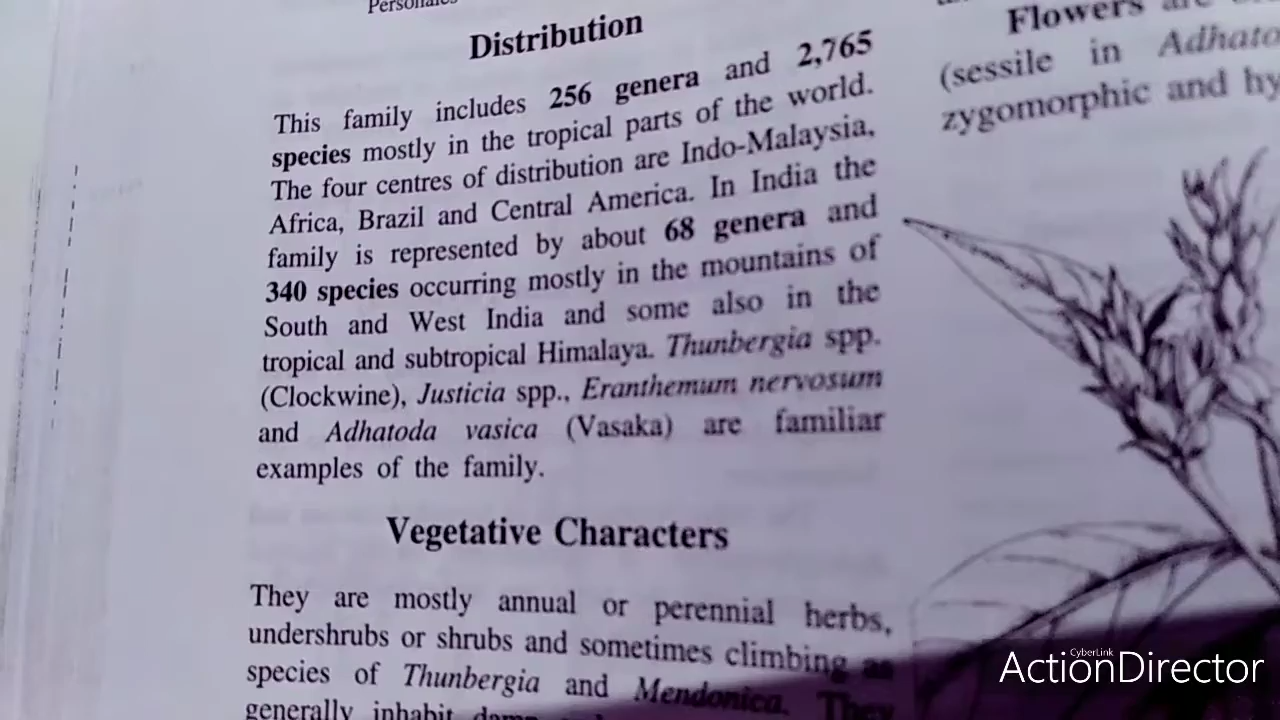 Distribution
This family includes 256 genera and 2,765
species mostly in the tropical parts of the world.
The four centres of distribution are Indo-Malaysia,
Africa, Brazil and Central America. In India the
family is represented by about 68 genera and
340 species occurring mostly in the mountains of
South and West India and some also in the
tropical and subtropical Himalaya. Thunbergia spp.
(Clockwine), Justicia spp., Eranthemum nervosum
and Adhatoda vasica (Vasaka) are familiar
examples of the family.
Vegetative Characters
They are mostly annual or perennial herbs,
undershrubs or shrubs and sometimes climbing as
species of Thunbergia and Mendonica. They
generally inhabit
Flowers
(sessile in Adhato
zygomorphic and hy
CyberLink
ActionDirector